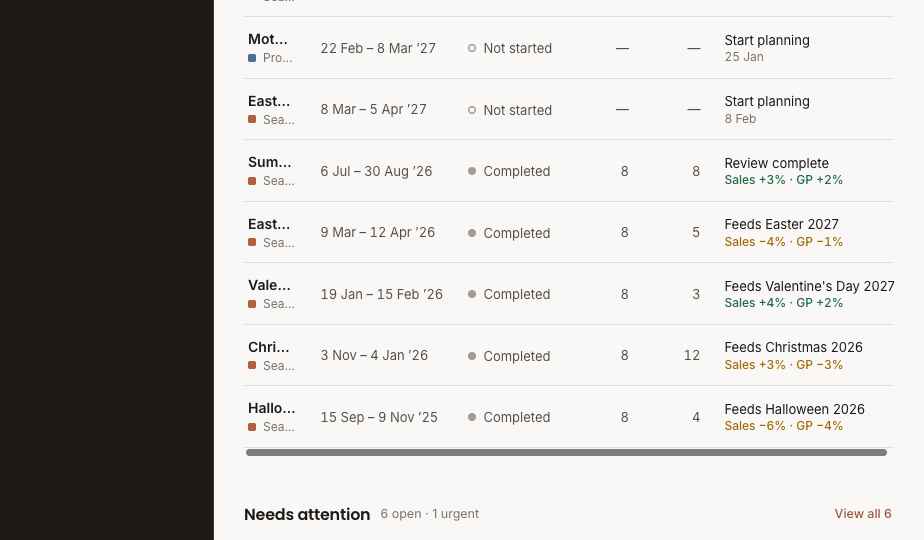 Mot... 22 Feb – 8 Mar ’27 Not started — — Start planning
Pro... 25 Jan
East... 8 Mar – 5 Apr ’27 Not started — — Start planning
Sea... 8 Feb
Sum... 6 Jul – 30 Aug ’26 Completed 8 8 Review complete
Sea... Sales +3% · GP +2%
East... 9 Mar – 12 Apr ’26 Completed 8 5 Feeds Easter 2027
Sea... Sales −4% · GP −1%
Vale... 19 Jan – 15 Feb ’26 Completed 8 3 Feeds Valentine's Day 2027
Sea... Sales +4% · GP +2%
Chri... 3 Nov – 4 Jan ’26 Completed 8 12 Feeds Christmas 2026
Sea... Sales +3% · GP −3%
Hallo... 15 Sep – 9 Nov ’25 Completed 8 4 Feeds Halloween 2026
Sea... Sales −6% · GP −4%
Needs attention 6 open · 1 urgent View all 6